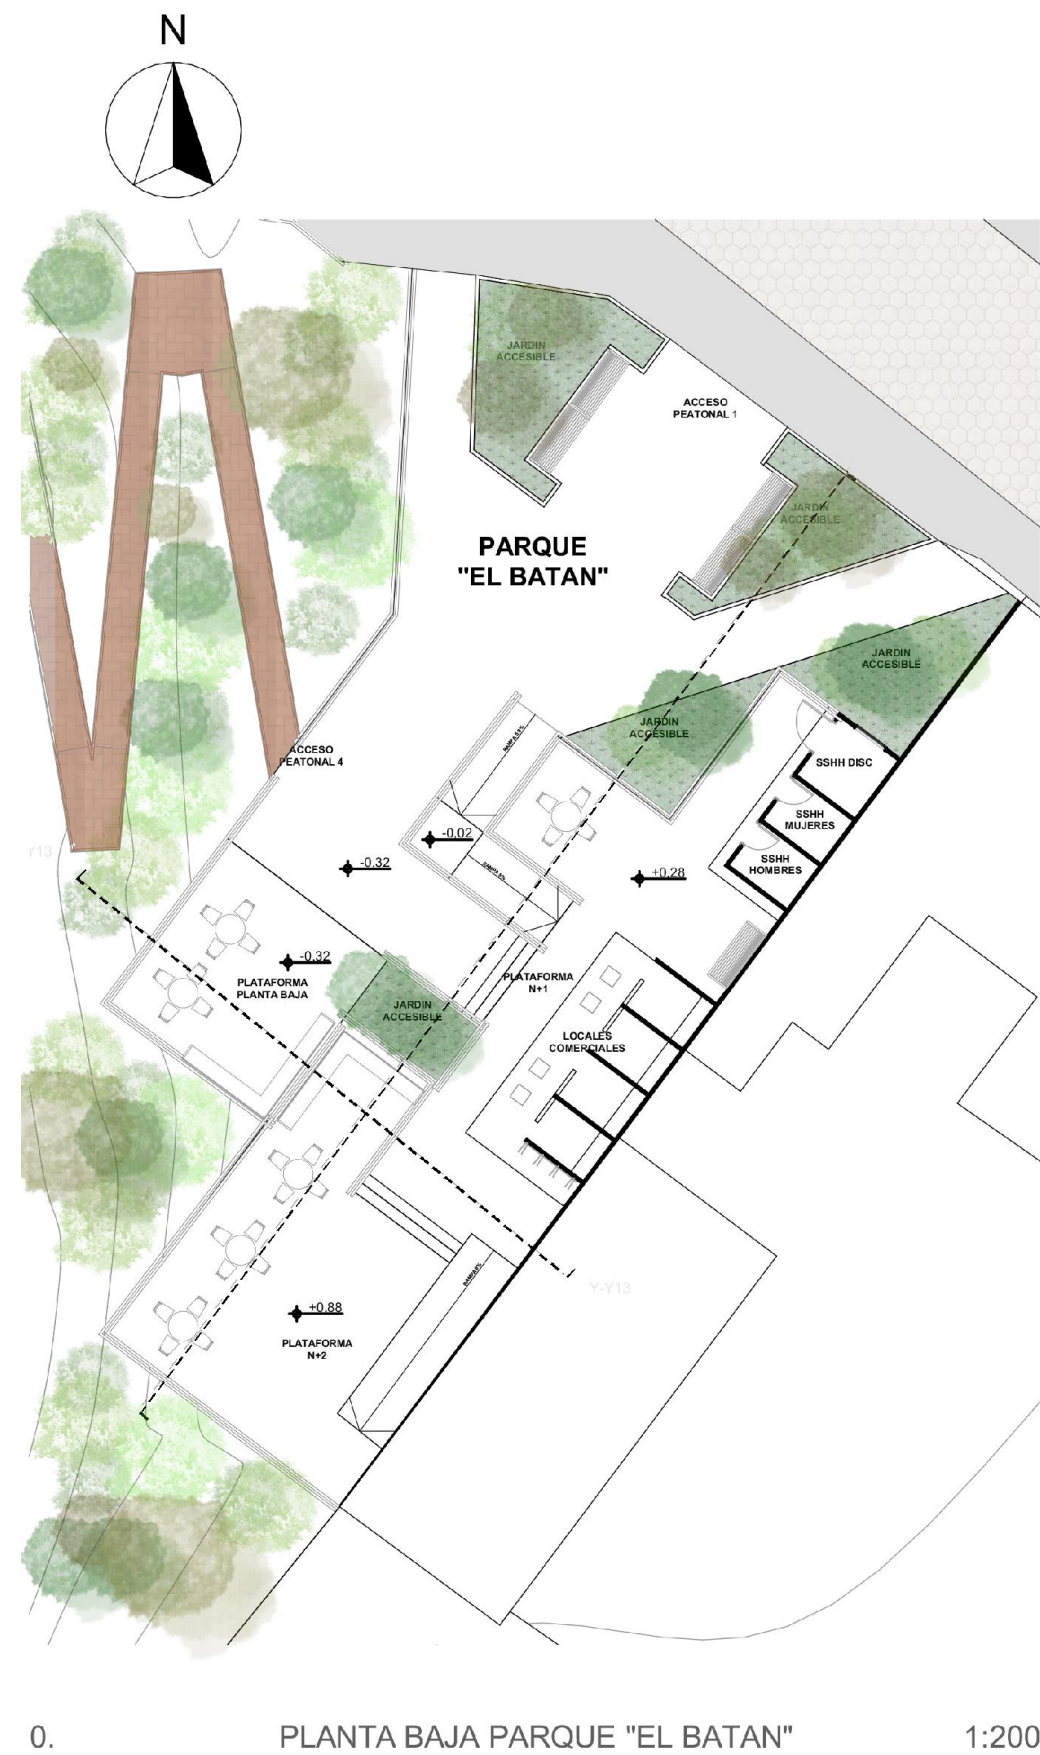 N
JARDIN
ACCESIBLE
ACCESO
PEATONAL 1
JARDIN
ACCESIBLE
PARQUE
"EL BATAN"
JARDIN
ACCESIBLE
JARDIN
ACCESIBLE
ACCESO
PEATONAL 4
SSHH DISC
SSHH
MUJERES
SSHH
HOMBRES
Y13
-0.02
-0.32
+0.28
-0.32
PLATAFORMA
PLANTA BAJA
PLATAFORMA
N+1
JARDIN
ACCESIBLE
LOCALES
COMERCIALES
Y-Y13
+0.88
PLATAFORMA
N+2
0.
PLANTA BAJA PARQUE "EL BATAN"
1:200